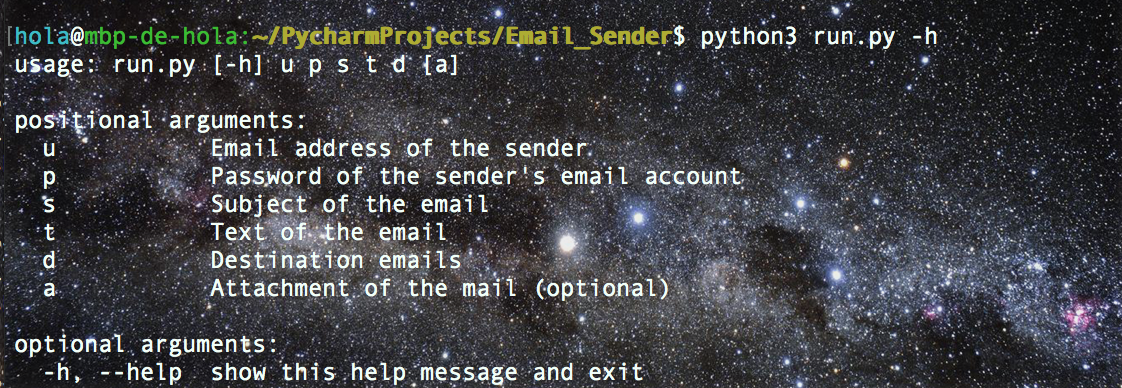 [hola@mbp-de-hola:~/PycharmProjects/Email_Sender$ python3 run.py -h
usage: run.py [-h] u p s t d [a]
positional arguments:
u Email address of the sender
p Password of the sender's email account
s Subject of the email
t Text of the email
d Destination emails
a Attachment of the mail (optional)
optional arguments:
-h, --help show this help message and exit